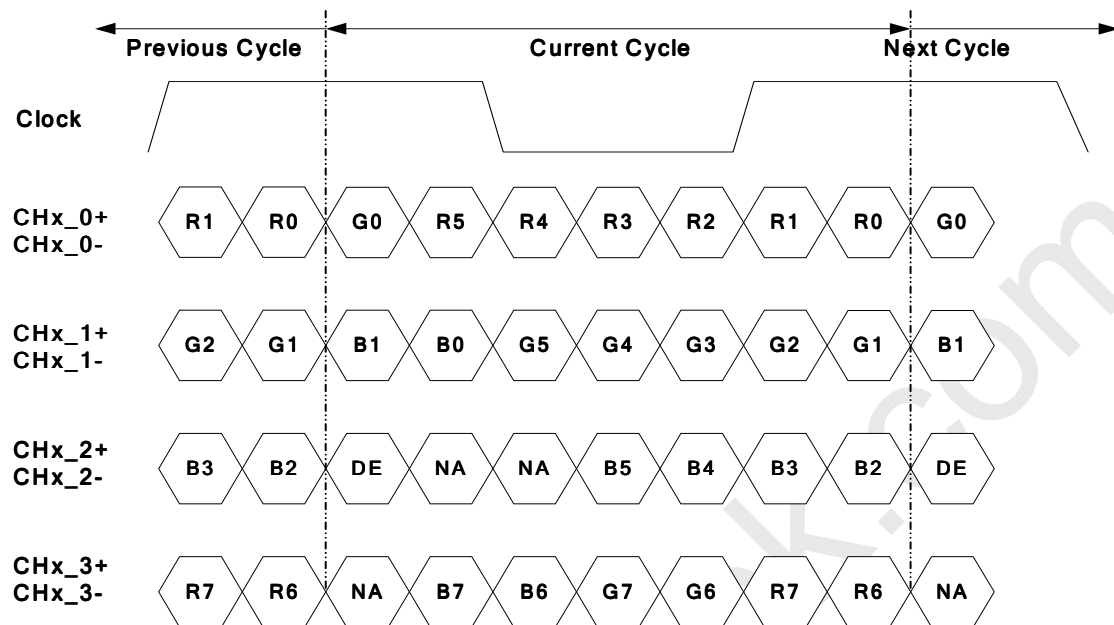 Previous Cycle Current Cycle Next Cycle
Clock
CHx_0+
CHx_0-
R1 R0 G0 R5 R4 R3 R2 R1 R0 G0
CHx_1+
CHx_1-
G2 G1 B1 B0 G5 G4 G3 G2 G1 B1
CHx_2+
CHx_2-
B3 B2 DE NA NA B5 B4 B3 B2 DE
CHx_3+
CHx_3-
R7 R6 NA B7 B6 G7 G6 R7 R6 NA
k.com